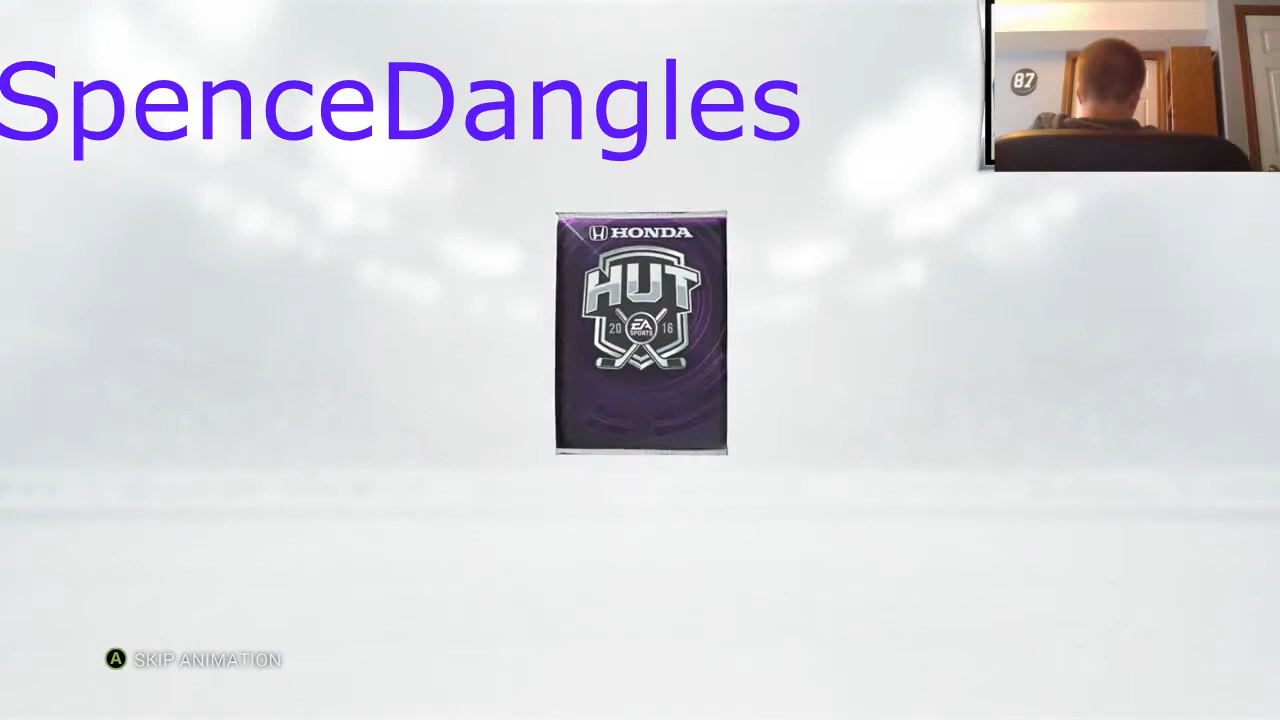 SpenceDangles
87
HONDA
HUT
20 EA SPORTS 16
A SKIP ANIMATION